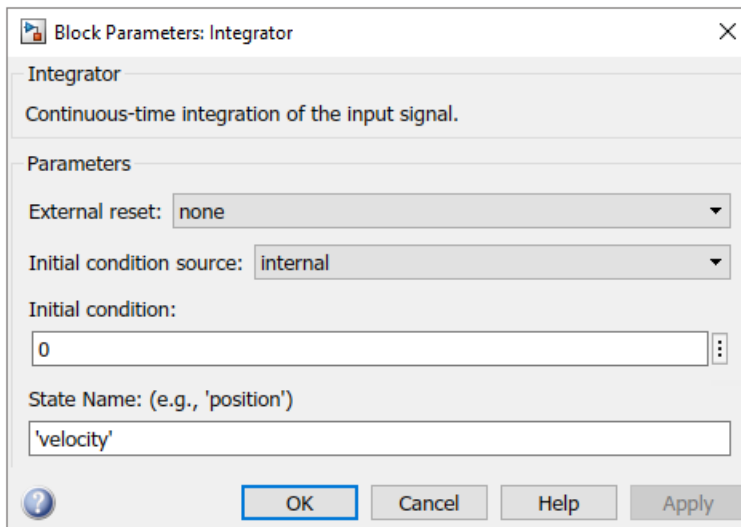 Block Parameters: Integrator
Integrator
Continuous-time integration of the input signal.
Parameters
External reset: none
Initial condition source: internal
Initial condition:
0
State Name: (e.g., 'position')
'velocity'
? OK Cancel Help Apply